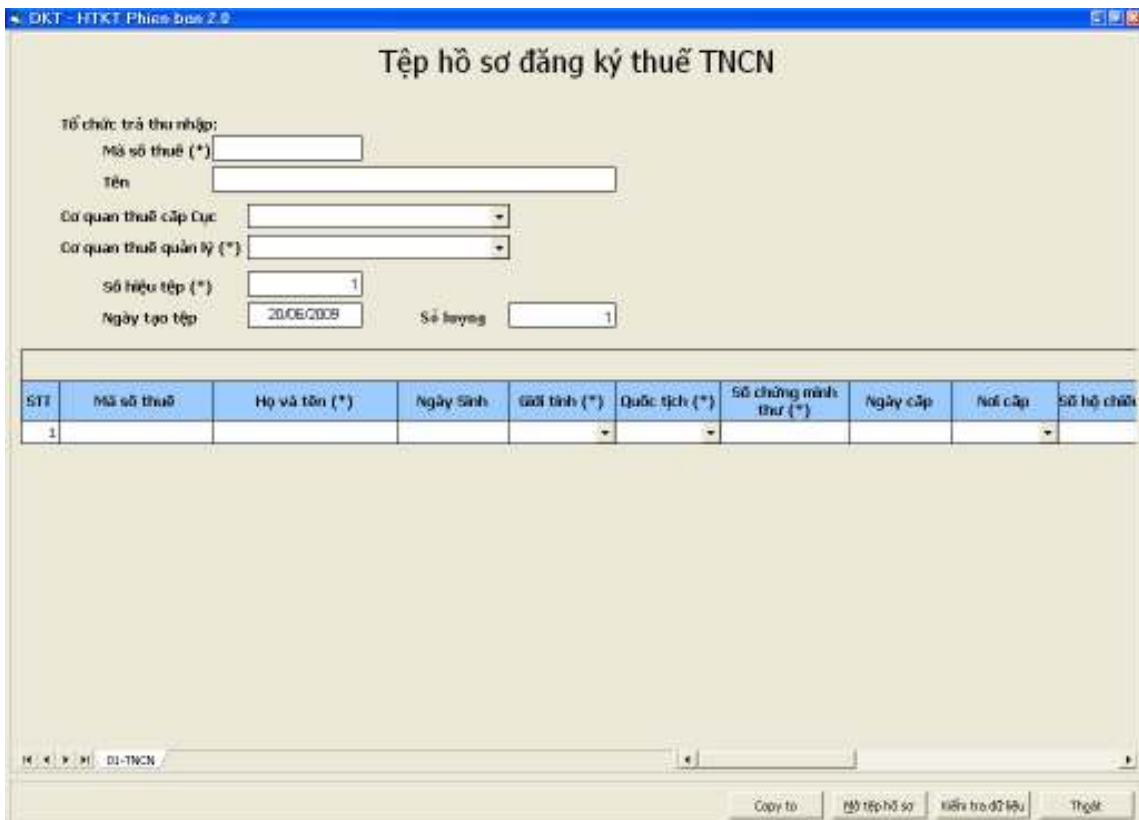 ĐKT - HTKT Phien ban 2.0
Tệp hồ sơ đăng ký thuế TNCN
Tổ chức trả thu nhập:
Mã số thuế (*)
Tên
Cơ quan thuế cấp Cục
Cơ quan thuế quản lý (*)
Số hiệu tệp (*) 1
Ngày tạo tệp 20/06/2009 Số lượng 1
STT Mã số thuế Họ và tên (*) Ngày Sinh Giới tính (*) Quốc tịch (*) Số chứng minh thư (*) Ngày cấp Nơi cấp Số hộ chiếu
1
01-TNCN
Copy to Mở tệp hồ sơ Kiểm tra dữ liệu Thoát